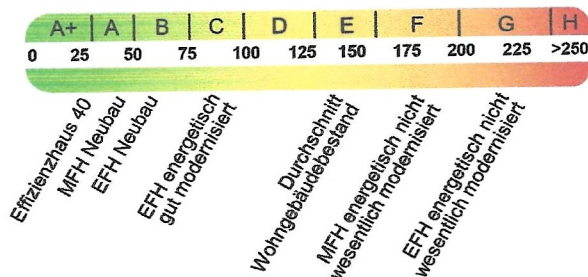 A+ A B C D E F G H
0 25 50 75 100 125 150 175 200 225 >250
Effizienzhaus 40
MFH Neubau
EFH Neubau
EFH energetisch
gut modernisiert
Durchschnitt
Wohngebäudebestand
MFH energetisch nicht
wesentlich modernisiert
EFH energetisch nicht
wesentlich modernisiert